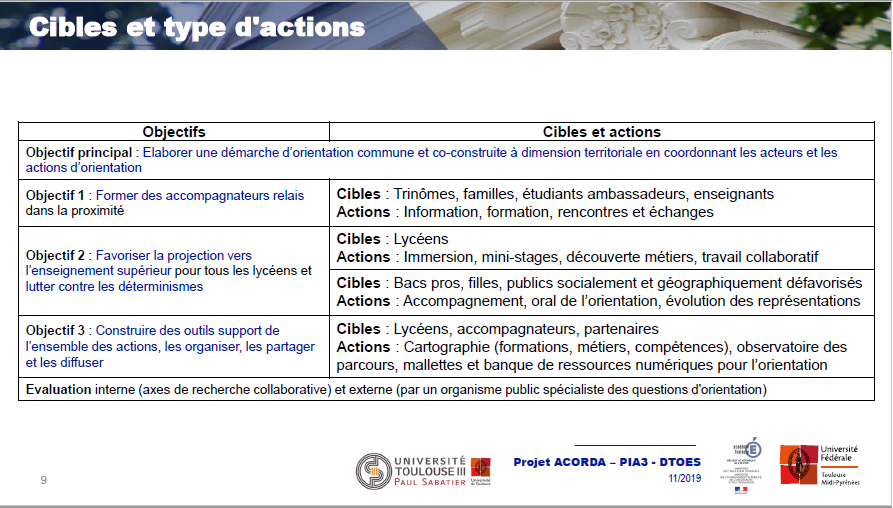 Cibles et type d'actions
Objectifs
Cibles et actions
Objectif principal : Elaborer une démarche d'orientation commune et co-construite à dimension territoriale en coordonnant les acteurs et les
actions d'orientation
Objectif 1 : Former des accompagnateurs relais
dans la proximité
Cibles : Trinômes, familles, étudiants ambassadeurs, enseignants
Actions : Information, formation, rencontres et échanges
Objectif 2 : Favoriser la projection vers
l'enseignement supérieur pour tous les lycéens et
lutter contre les déterminismes
Cibles : Lycéens
Actions : Immersion, mini-stages, découverte métiers, travail collaboratif
Cibles : Bacs pros, filles, publics socialement et géographiquement défavorisés
Actions : Accompagnement, oral de l'orientation, évolution des représentations
Objectif 3 : Construire des outils support de
l'ensemble des actions, les organiser, les partager
et les diffuser
Cibles : Lycéens, accompagnateurs, partenaires
Actions : Cartographie (formations, métiers, compétences), observatoire des
parcours, mallettes et banque de ressources numériques pour l'orientation
Evaluation interne (axes de recherche collaborative) et externe (par un organisme public spécialiste des questions d'orientation)
9
UNIVERSITÉ
TOULOUSE III
PAUL SABATIER
Projet ACORDA – PIA3 - DTOES
11/2019
Université
Fédérale
Toulouse
Midi-Pyrénées